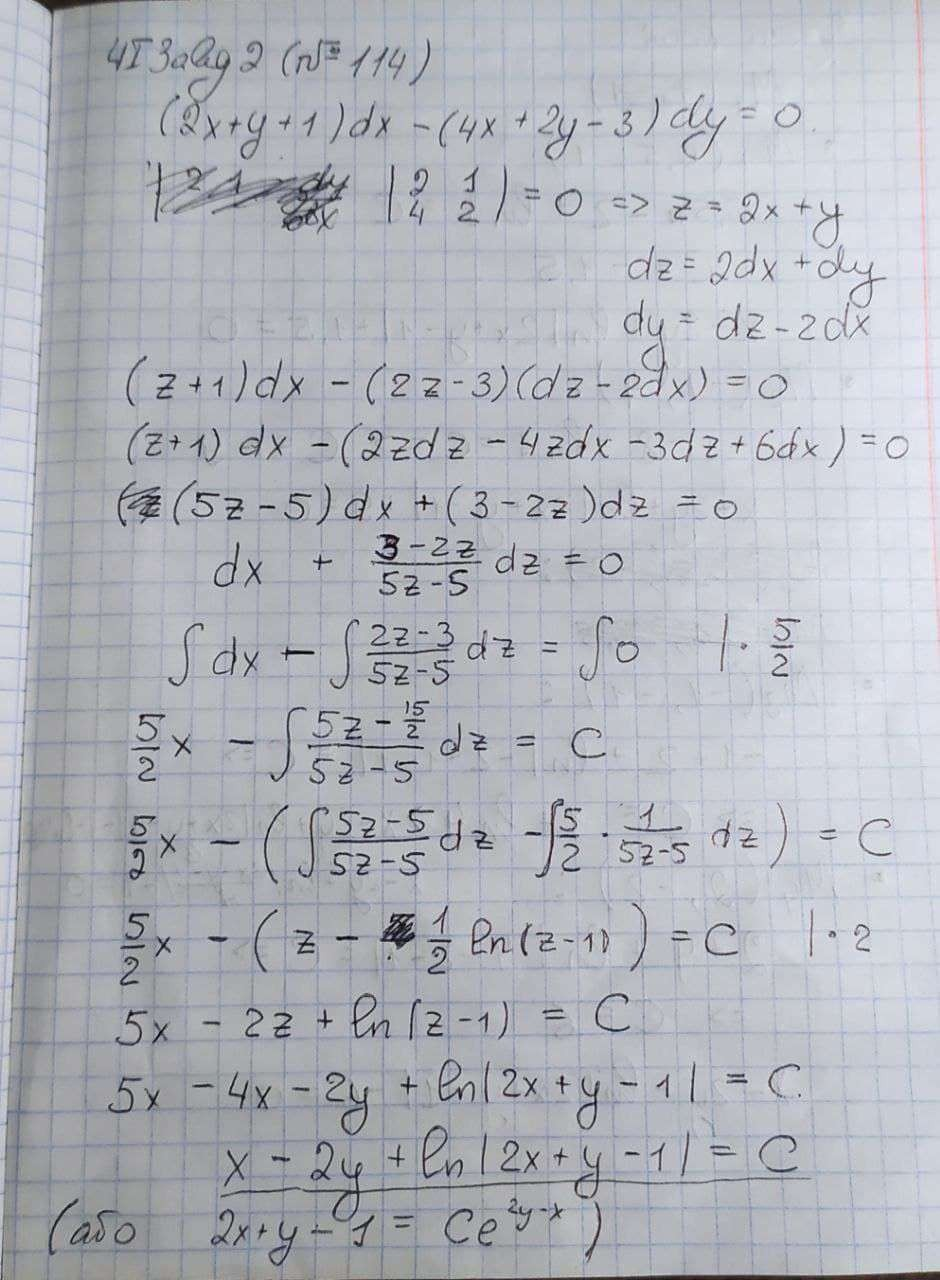 4I Завд 2 (№ 114)
(2x+y+1)dx - (4x+2y-3)dy = 0.
|2 1; 4 2| = 0 => z = 2x+y
dz = 2dx + dy
dy = dz - 2dx
(z+1)dx - (2z-3)(dz-2dx) = 0
(z+1)dx - (2zdz - 4zdx - 3dz + 6dx) = 0
(5z-5)dx + (3-2z)dz = 0
dx + (3-2z)/(5z-5) dz = 0
∫dx - ∫(2z-3)/(5z-5) dz = ∫0 |· 5/2
5/2 x - ∫(5z - 15/2)/(5z-5) dz = C
5/2 x - (∫(5z-5)/(5z-5) dz - ∫5/2 · 1/(5z-5) dz) = C
5/2 x - (z - 1/2 ln(z-1)) = C |· 2
5x - 2z + ln(z-1) = C
5x - 4x - 2y + ln|2x+y-1| = C.
x - 2y + ln|2x+y-1| = C
(або 2x+y-1 = Ce^{2y-x})